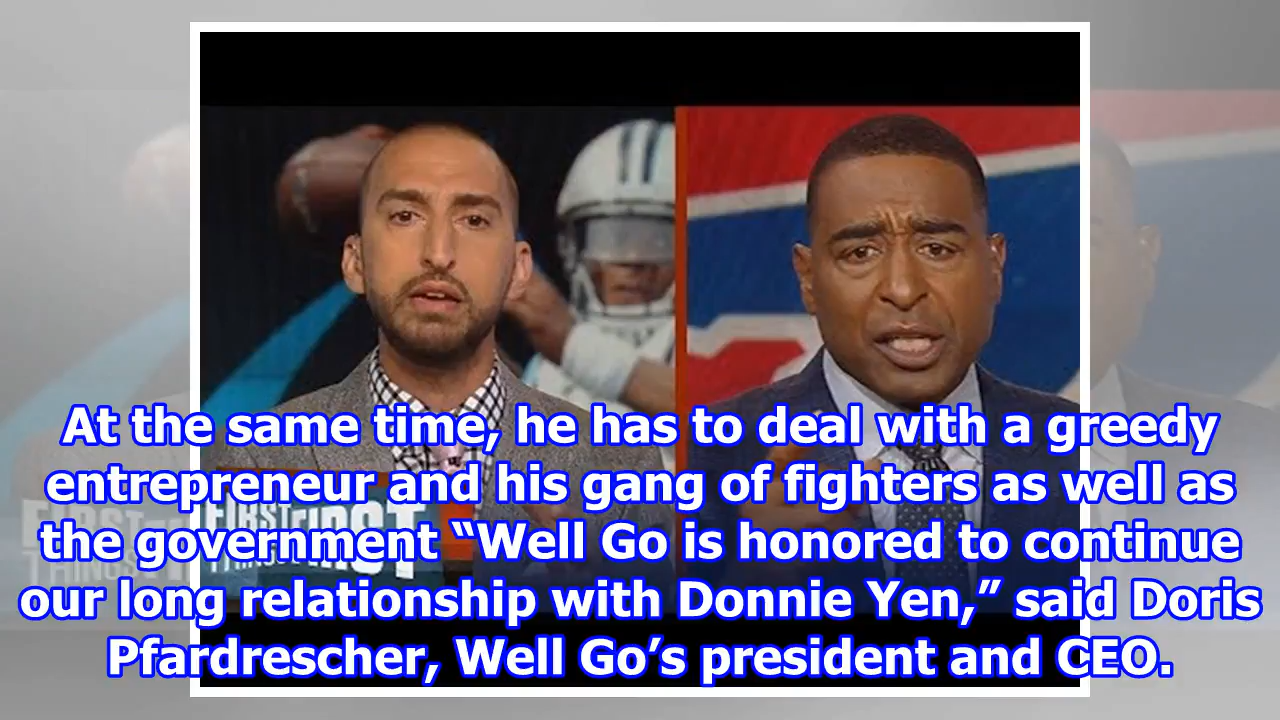 At the same time, he has to deal with a greedy
entrepreneur and his gang of fighters as well as
the government “Well Go is honored to continue
our long relationship with Donnie Yen,” said Doris
Pfardrescher, Well Go’s president and CEO.
FIRST
FIRST